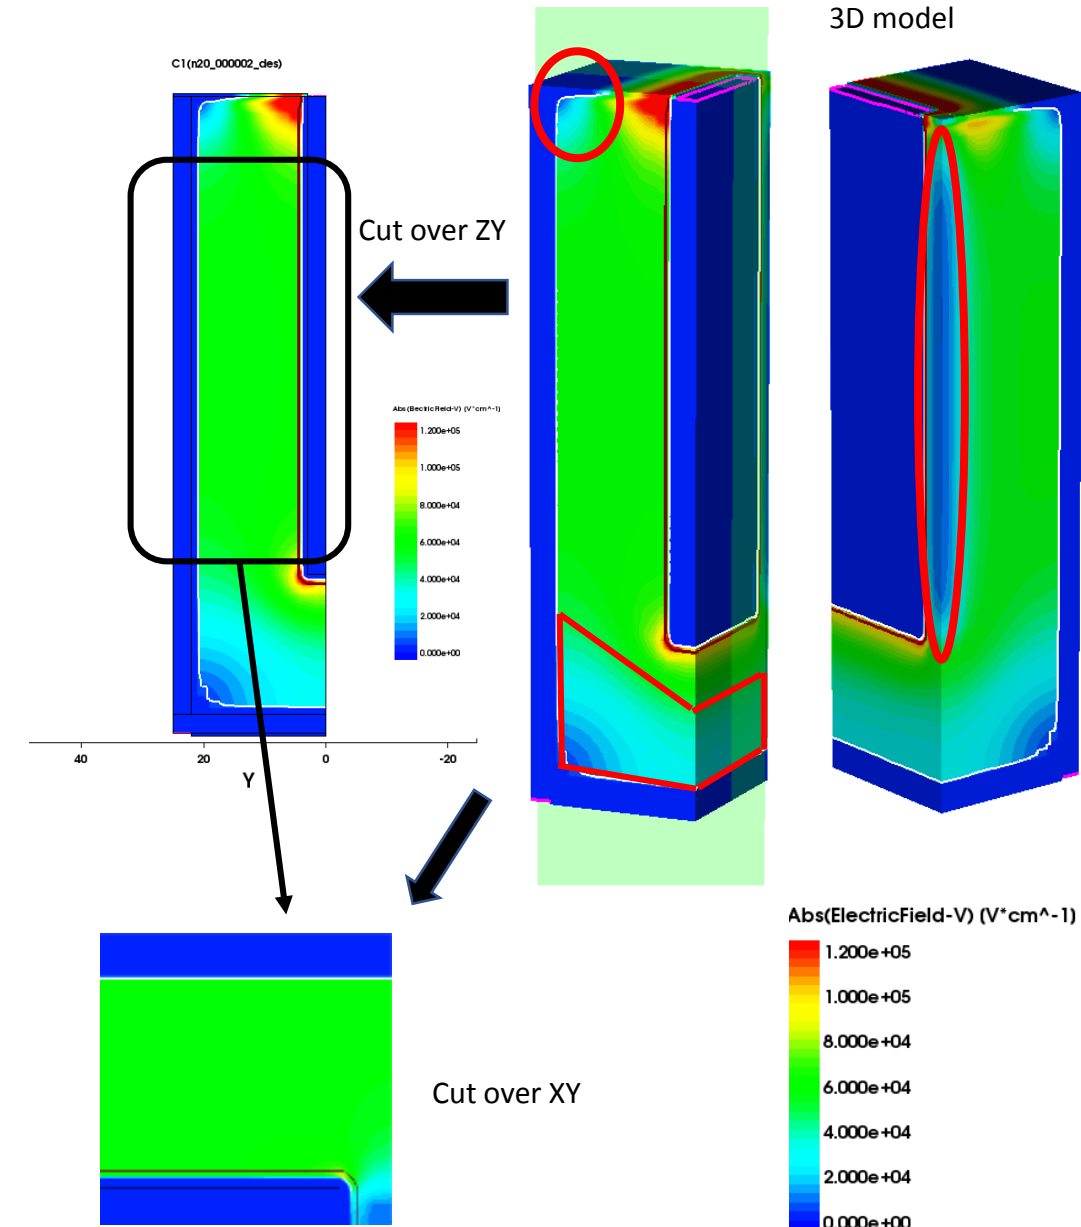 3D model
C1(n20_000002_des)
Cut over ZY
Abs(ElectricField-V) (V*cm^-1)
1.200e+05
1.000e+05
8.000e+04
6.000e+04
4.000e+04
2.000e+04
0.000e+00
40
20
0
-20
Y
Abs(ElectricField-V) (V*cm^-1)
1.200e+05
1.000e+05
8.000e+04
6.000e+04
4.000e+04
2.000e+04
0.000e+00
Cut over XY